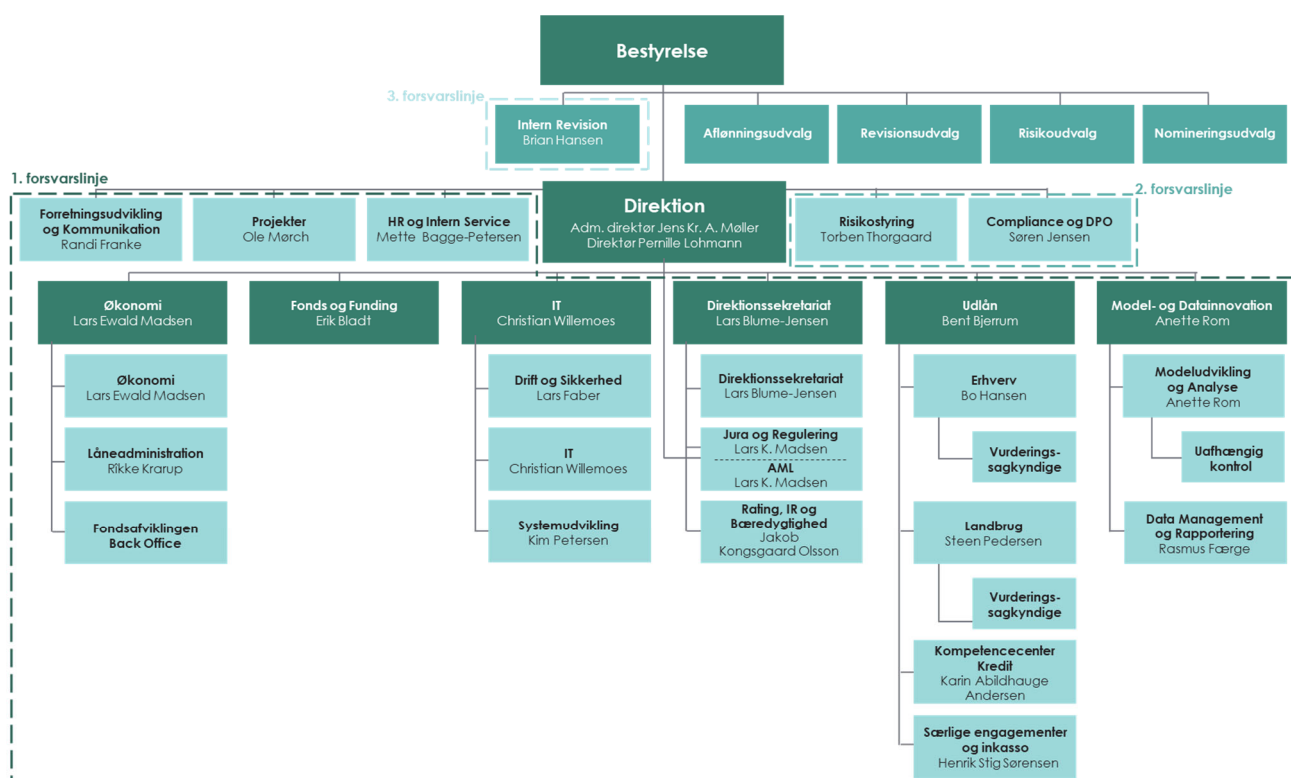 Bestyrelse
3. forsvarslinje
Intern Revision
Brian Hansen
Aflønningsudvalg
Revisionsudvalg
Risikoudvalg
Nomineringsudvalg
1. forsvarslinje
2. forsvarslinje
Forretningsudvikling
og Kommunikation
Randi Franke
Projekter
Ole Mørch
HR og Intern Service
Mette Bagge-Petersen
Direktion
Adm. direktør Jens Kr. A. Møller
Direktør Pernille Lohmann
Risikostyring
Torben Thorgaard
Compliance og DPO
Søren Jensen
Økonomi
Lars Ewald Madsen
Fonds og Funding
Erik Bladt
IT
Christian Willemoes
Direktionssekretariat
Lars Blume-Jensen
Udlån
Bent Bjerrum
Model- og Datainnovation
Anette Rom
Økonomi
Lars Ewald Madsen
Låneadministration
Rikke Krarup
Fondsafviklingen
Back Office
Drift og Sikkerhed
Lars Faber
IT
Christian Willemoes
Systemudvikling
Kim Petersen
Direktionssekretariat
Lars Blume-Jensen
Jura og Regulering
Lars K. Madsen
AML
Lars K. Madsen
Rating, IR og
Bæredygtighed
Jakob
Kongsgaard Olsson
Erhverv
Bo Hansen
Vurderings-
sagkyndige
Landbrug
Steen Pedersen
Vurderings-
sagkyndige
Kompetencecenter
Kredit
Karin Abildhauge
Andersen
Særlige engagementer
og inkasso
Henrik Stig Sørensen
Modeludvikling
og Analyse
Anette Rom
Uafhængig
kontrol
Data Management
og Rapportering
Rasmus Færge